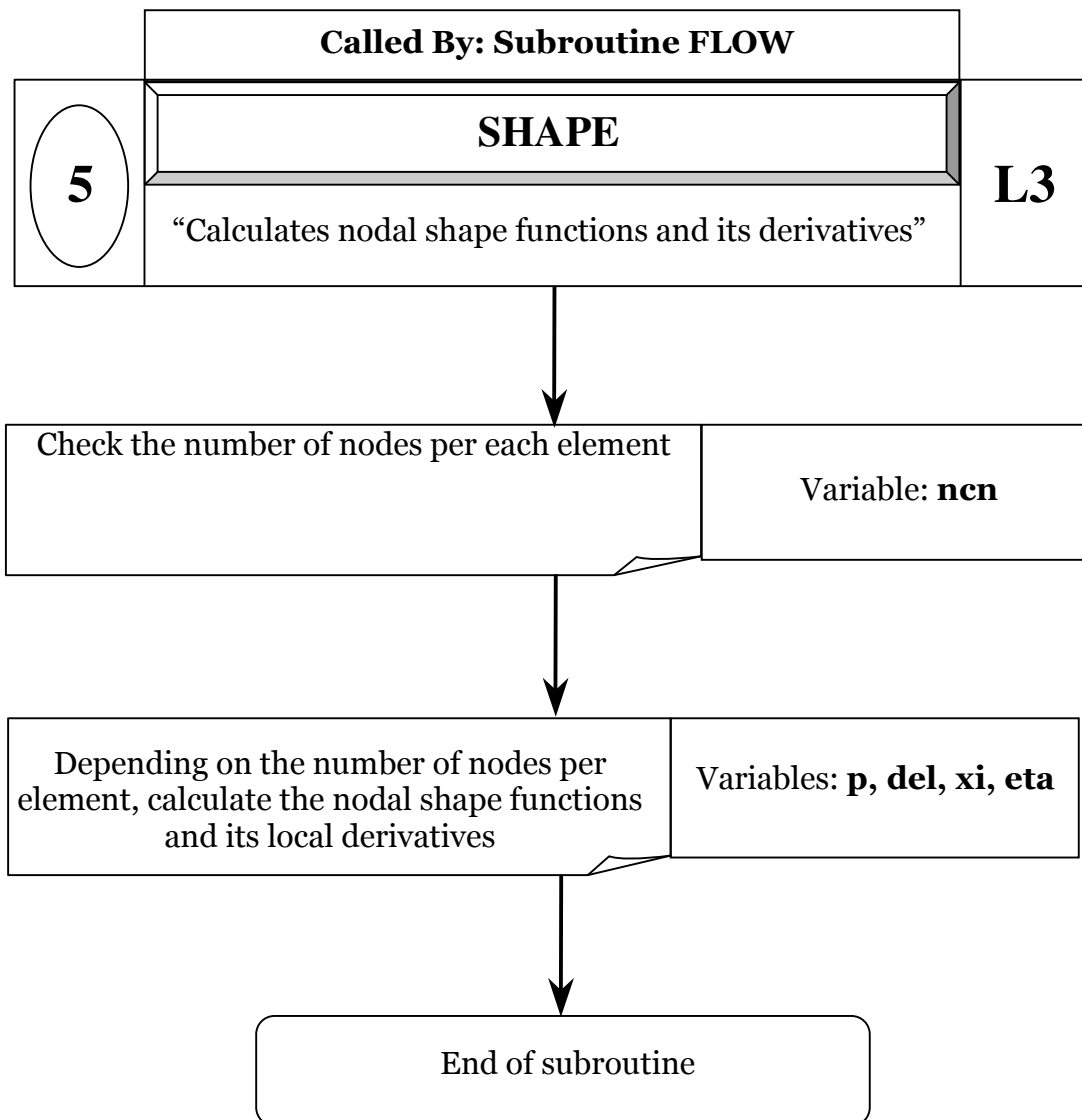 Called By: Subroutine FLOW
5
SHAPE
L3
“Calculates nodal shape functions and its derivatives”
Check the number of nodes per each element
Variable: ncn
Depending on the number of nodes per
element, calculate the nodal shape functions
and its local derivatives
Variables: p, del, xi, eta
End of subroutine